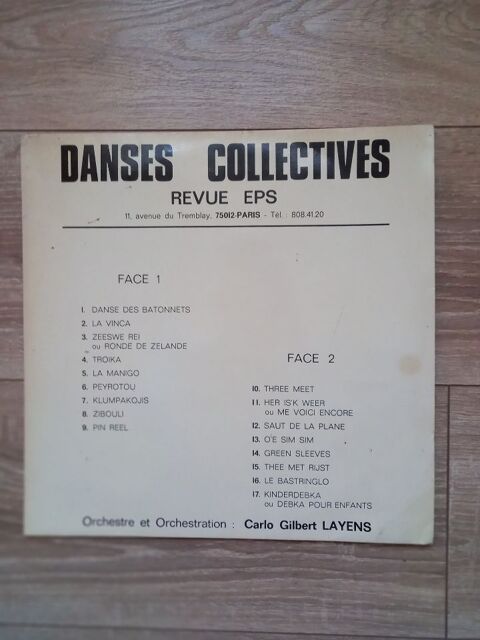 DANSES COLLECTIVES
REVUE EPS
11, avenue du Tremblay, 75012-PARIS - Tél : 808.41.20
FACE 1
1. DANSE DES BATONNETS
2. LA VINCA
3. ZEESWE REI
ou RONDE DE ZELANDE
4. TROIKA
5. LA MANIGO
6. PEYROTOU
7. KLUMPAKOJIS
8. ZIBOULI
9. PIN REEL
FACE 2
10. THREE MEET
11. HER IS'K WEER
ou ME VOICI ENCORE
12. SAUT DE LA PLANE
13. O'E SIM SIM
14. GREEN SLEEVES
15. THEE MET RIJST
16. LE BASTRINGLO
17. KINDERDEBKA
ou DEBKA POUR ENFANTS
Orchestre et Orchestration : Carlo Gilbert LAYENS